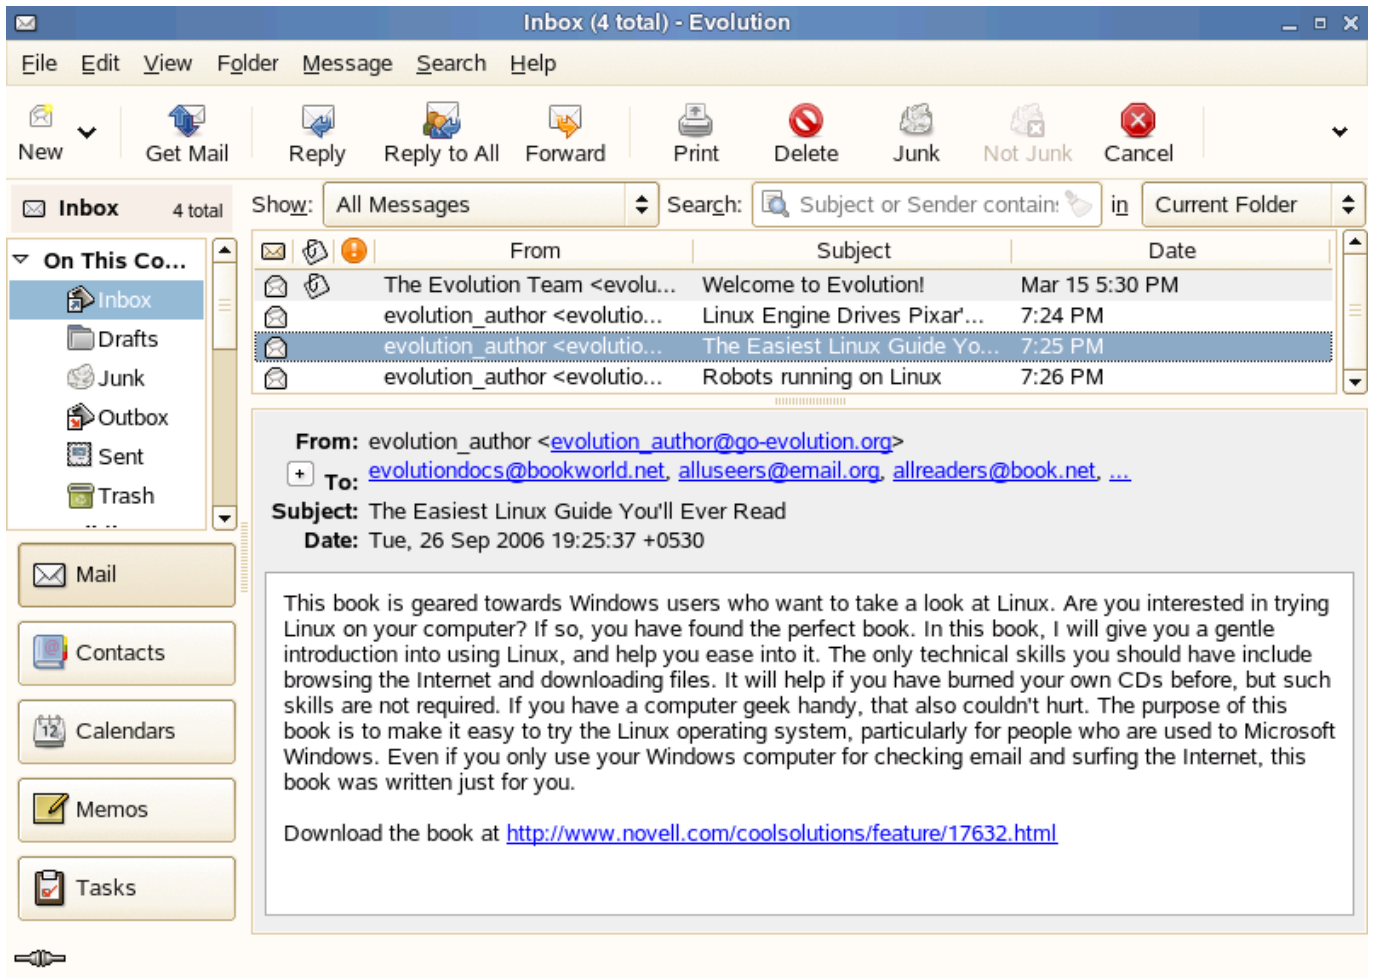 Inbox (4 total) - Evolution
File Edit View Folder Message Search Help
New Get Mail Reply Reply to All Forward Print Delete Junk Not Junk Cancel
Inbox 4 total Show: All Messages Search: Subject or Sender contain: in Current Folder
From Subject Date
On This Co...
The Evolution Team <evolu... Welcome to Evolution! Mar 15 5:30 PM
Inbox
evolution_author <evolutio... Linux Engine Drives Pixar'... 7:24 PM
Drafts
evolution_author <evolutio... The Easiest Linux Guide Yo... 7:25 PM
Junk
evolution_author <evolutio... Robots running on Linux 7:26 PM
Outbox
Sent
Trash
Mail
Contacts
12 Calendars
Memos
Tasks
From: evolution_author <evolution_author@go-evolution.org>
+ To: evolutiondocs@bookworld.net, alluseers@email.org, allreaders@book.net, ...
Subject: The Easiest Linux Guide You'll Ever Read
Date: Tue, 26 Sep 2006 19:25:37 +0530
This book is geared towards Windows users who want to take a look at Linux. Are you interested in trying
Linux on your computer? If so, you have found the perfect book. In this book, I will give you a gentle
introduction into using Linux, and help you ease into it. The only technical skills you should have include
browsing the Internet and downloading files. It will help if you have burned your own CDs before, but such
skills are not required. If you have a computer geek handy, that also couldn't hurt. The purpose of this
book is to make it easy to try the Linux operating system, particularly for people who are used to Microsoft
Windows. Even if you only use your Windows computer for checking email and surfing the Internet, this
book was written just for you.
Download the book at http://www.novell.com/coolsolutions/feature/17632.html